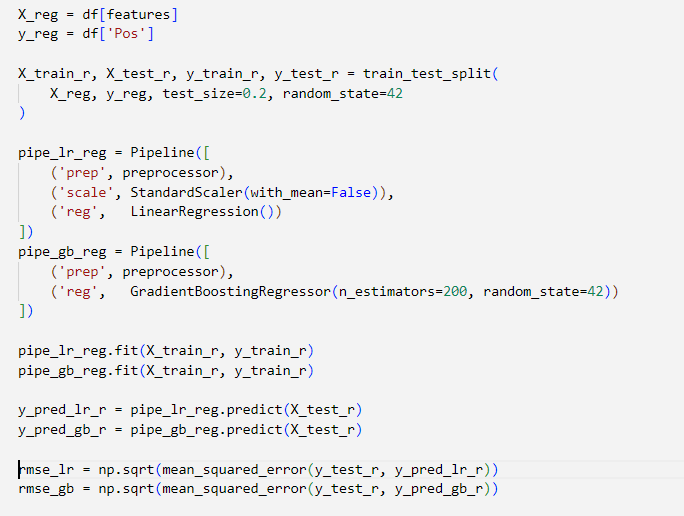 X_reg = df[features]
y_reg = df['Pos']

X_train_r, X_test_r, y_train_r, y_test_r = train_test_split(
    X_reg, y_reg, test_size=0.2, random_state=42
)

pipe_lr_reg = Pipeline([
    ('prep', preprocessor),
    ('scale', StandardScaler(with_mean=False)),
    ('reg',   LinearRegression())
])
pipe_gb_reg = Pipeline([
    ('prep', preprocessor),
    ('reg',   GradientBoostingRegressor(n_estimators=200, random_state=42))
])

pipe_lr_reg.fit(X_train_r, y_train_r)
pipe_gb_reg.fit(X_train_r, y_train_r)

y_pred_lr_r = pipe_lr_reg.predict(X_test_r)
y_pred_gb_r = pipe_gb_reg.predict(X_test_r)

rmse_lr = np.sqrt(mean_squared_error(y_test_r, y_pred_lr_r))
rmse_gb = np.sqrt(mean_squared_error(y_test_r, y_pred_gb_r))